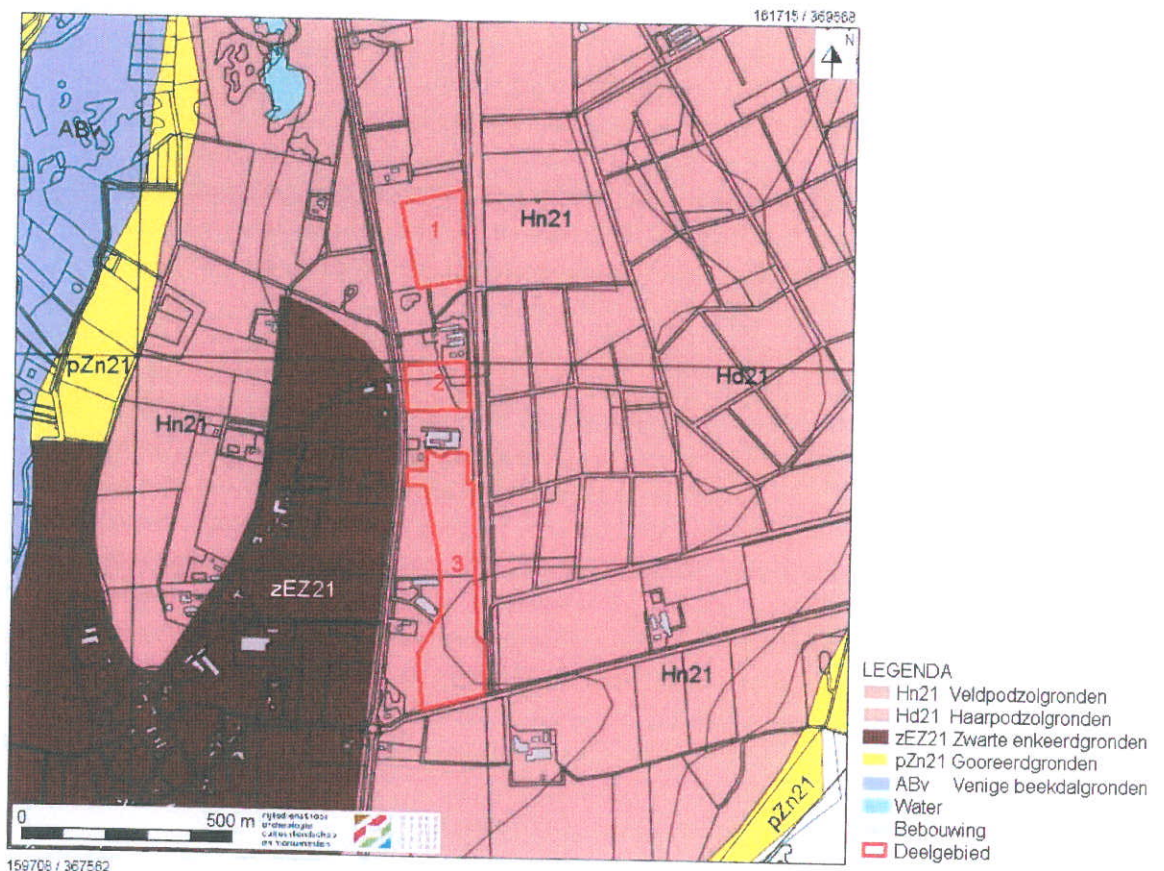 161715 / 369568
N
ABv
1
Hn21
pZn21
2
Hd21
Hn21
3
zEZ21
Hn21
pZn21
0 500 m
159708 / 367562
LEGENDA
Hn21 Veldpodzolgronden
Hd21 Haarpodzolgronden
zEZ21 Zwarte enkeerdgronden
pZn21 Gooreerdgronden
ABv Venige beekdalgronden
Water
Bebouwing
Deelgebied